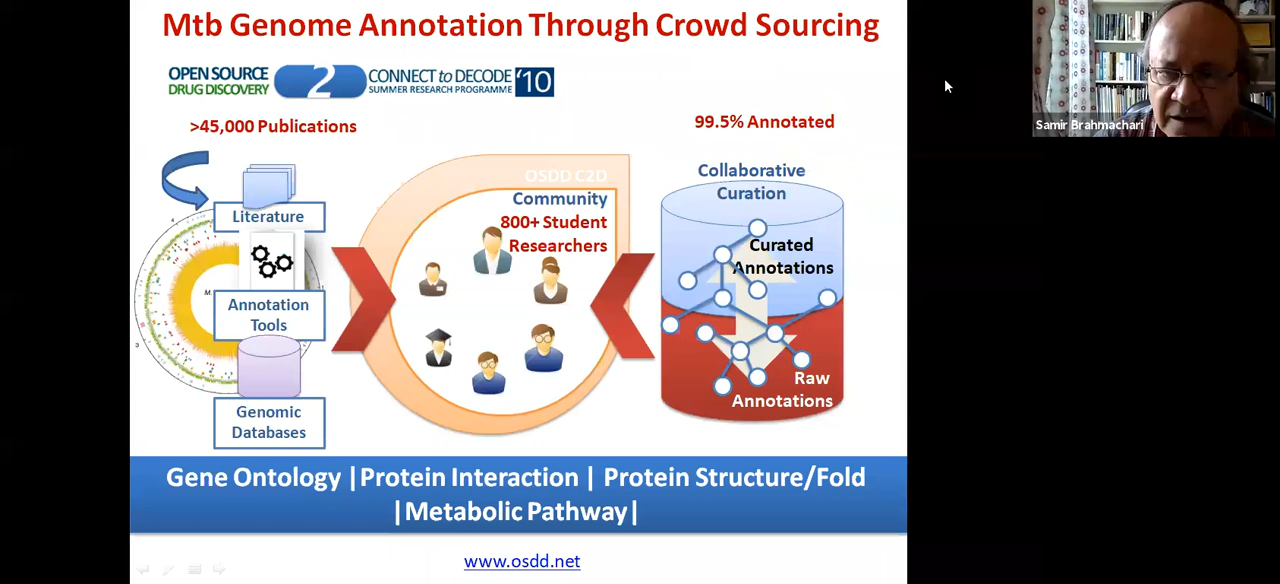 Mtb Genome Annotation Through Crowd Sourcing
OPEN SOURCE
DRUG DISCOVERY
2
CONNECT to DECODE '10
SUMMER RESEARCH PROGRAMME
>45,000 Publications
99.5% Annotated
Literature
Annotation
Tools
Genomic
Databases
M.
OSDD C2D
Community
800+ Student
Researchers
Collaborative
Curation
Curated
Annotations
Raw
Annotations
Gene Ontology |Protein Interaction | Protein Structure/Fold
|Metabolic Pathway|
www.osdd.net
Samir Brahmachari